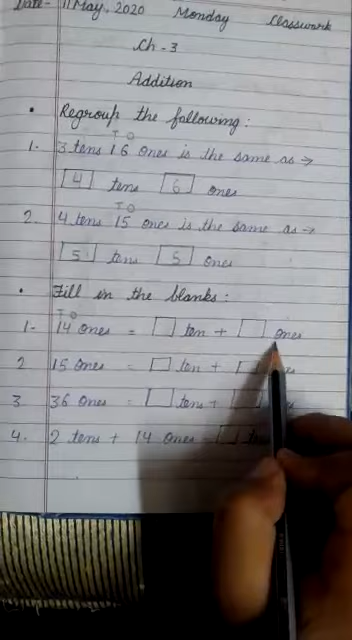 Date- 11 May, 2020 Monday Classwork
Ch-3
Addition
• Regroup the following:
T O
1. 3 tens 16 ones is the same as →
4 tens 6 ones
T O
2. 4 tens 15 ones is the same as →
5 tens 5 ones
• Fill in the blanks:
T O
1- 14 ones = ten + ones
2 15 ones = ten +
3 36 ones = tens +
4. 2 tens + 14 ones =